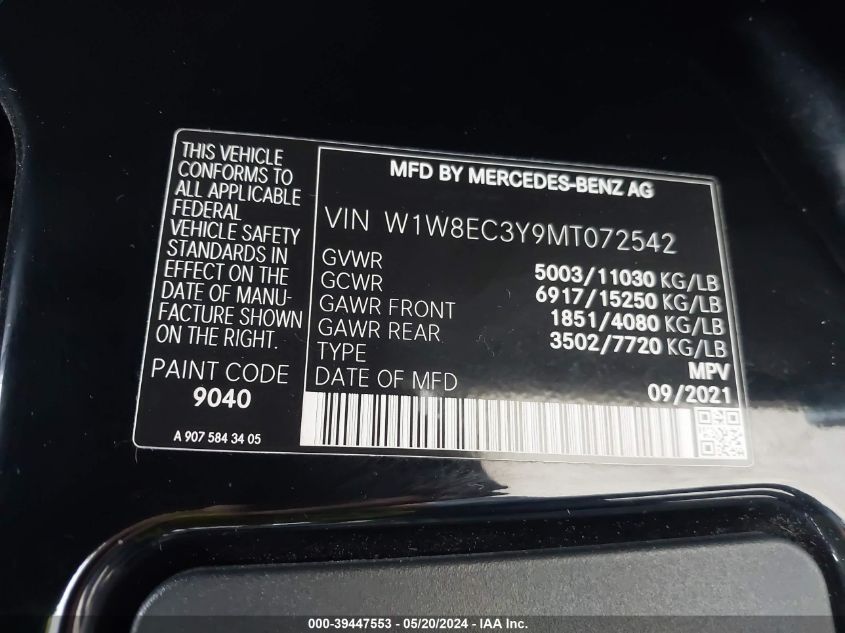 THIS VEHICLE
CONFORMS TO
ALL APPLICABLE
FEDERAL
VEHICLE SAFETY
STANDARDS IN
EFFECT ON THE
DATE OF MANU-
FACTURE SHOWN
ON THE RIGHT.
PAINT CODE
9040
A 907 584 34 05
MFD BY MERCEDES-BENZ AG
VIN W1W8EC3Y9MT072542
GVWR 5003/11030 KG/LB
GCWR 6917/15250 KG/LB
GAWR FRONT 1851/4080 KG/LB
GAWR REAR 3502/7720 KG/LB
TYPE MPV
DATE OF MFD 09/2021
000-39447553 - 05/20/2024 - IAA Inc.